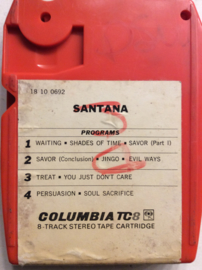 18 10 0692
SANTANA
PROGRAMS
1 WAITING • SHADES OF TIME • SAVOR (Part I)
2 SAVOR (Conclusion) • JINGO • EVIL WAYS
3 TREAT • YOU JUST DON'T CARE
4 PERSUASION • SOUL SACRIFICE
COLUMBIA TC8
8-TRACK STEREO TAPE CARTRIDGE